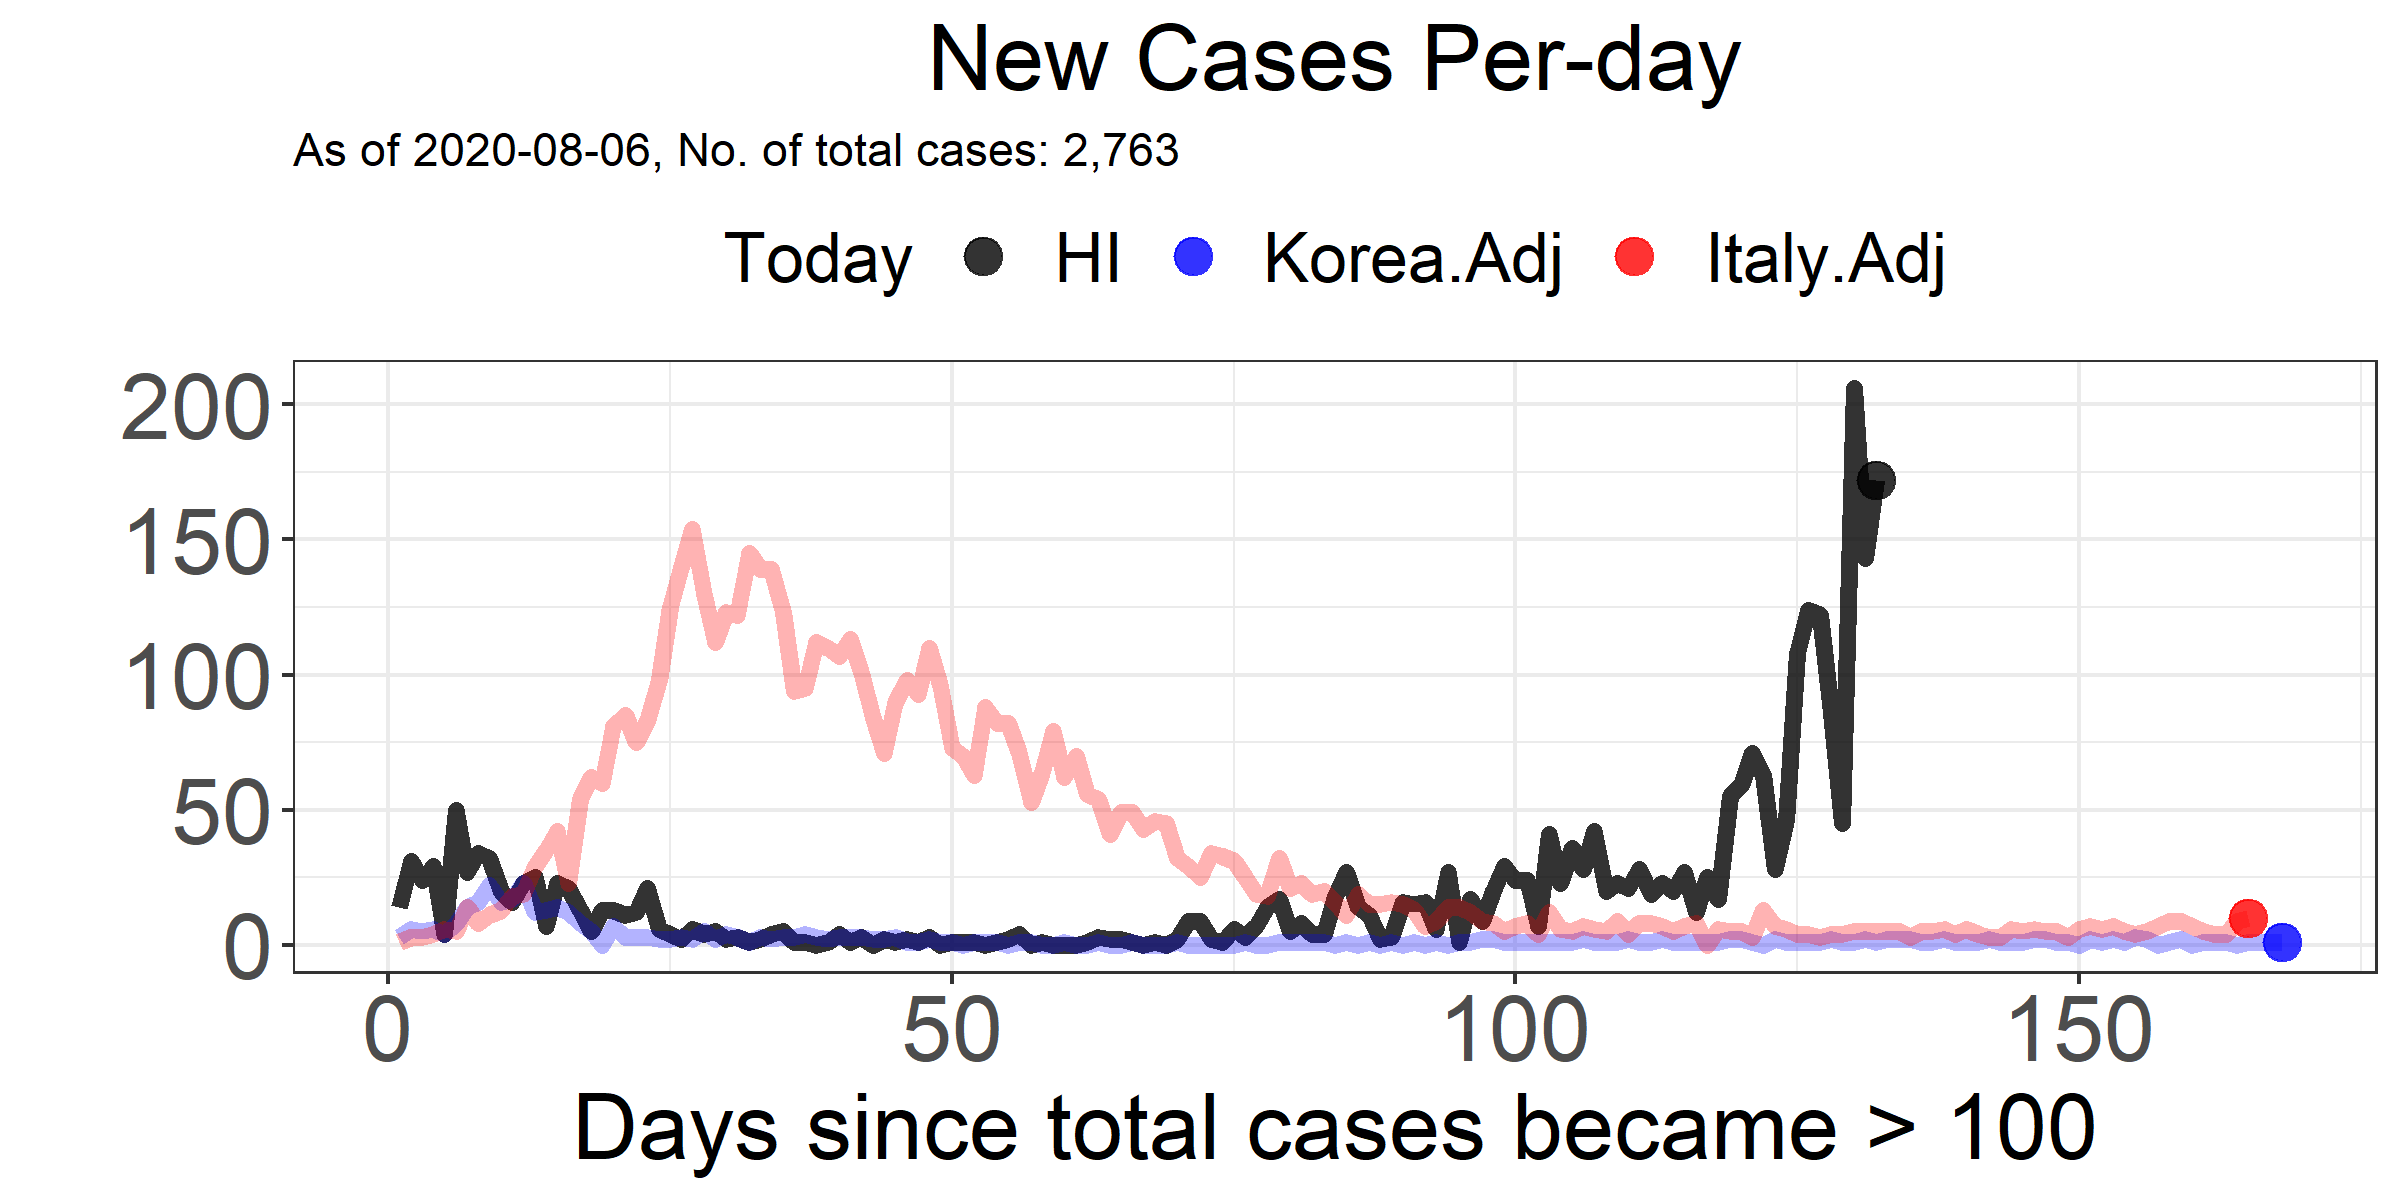 New Cases Per-day
As of 2020-08-06, No. of total cases: 2,763
Today HI Korea.Adj Italy.Adj
200
150
100
50
0
0 50 100 150
Days since total cases became > 100